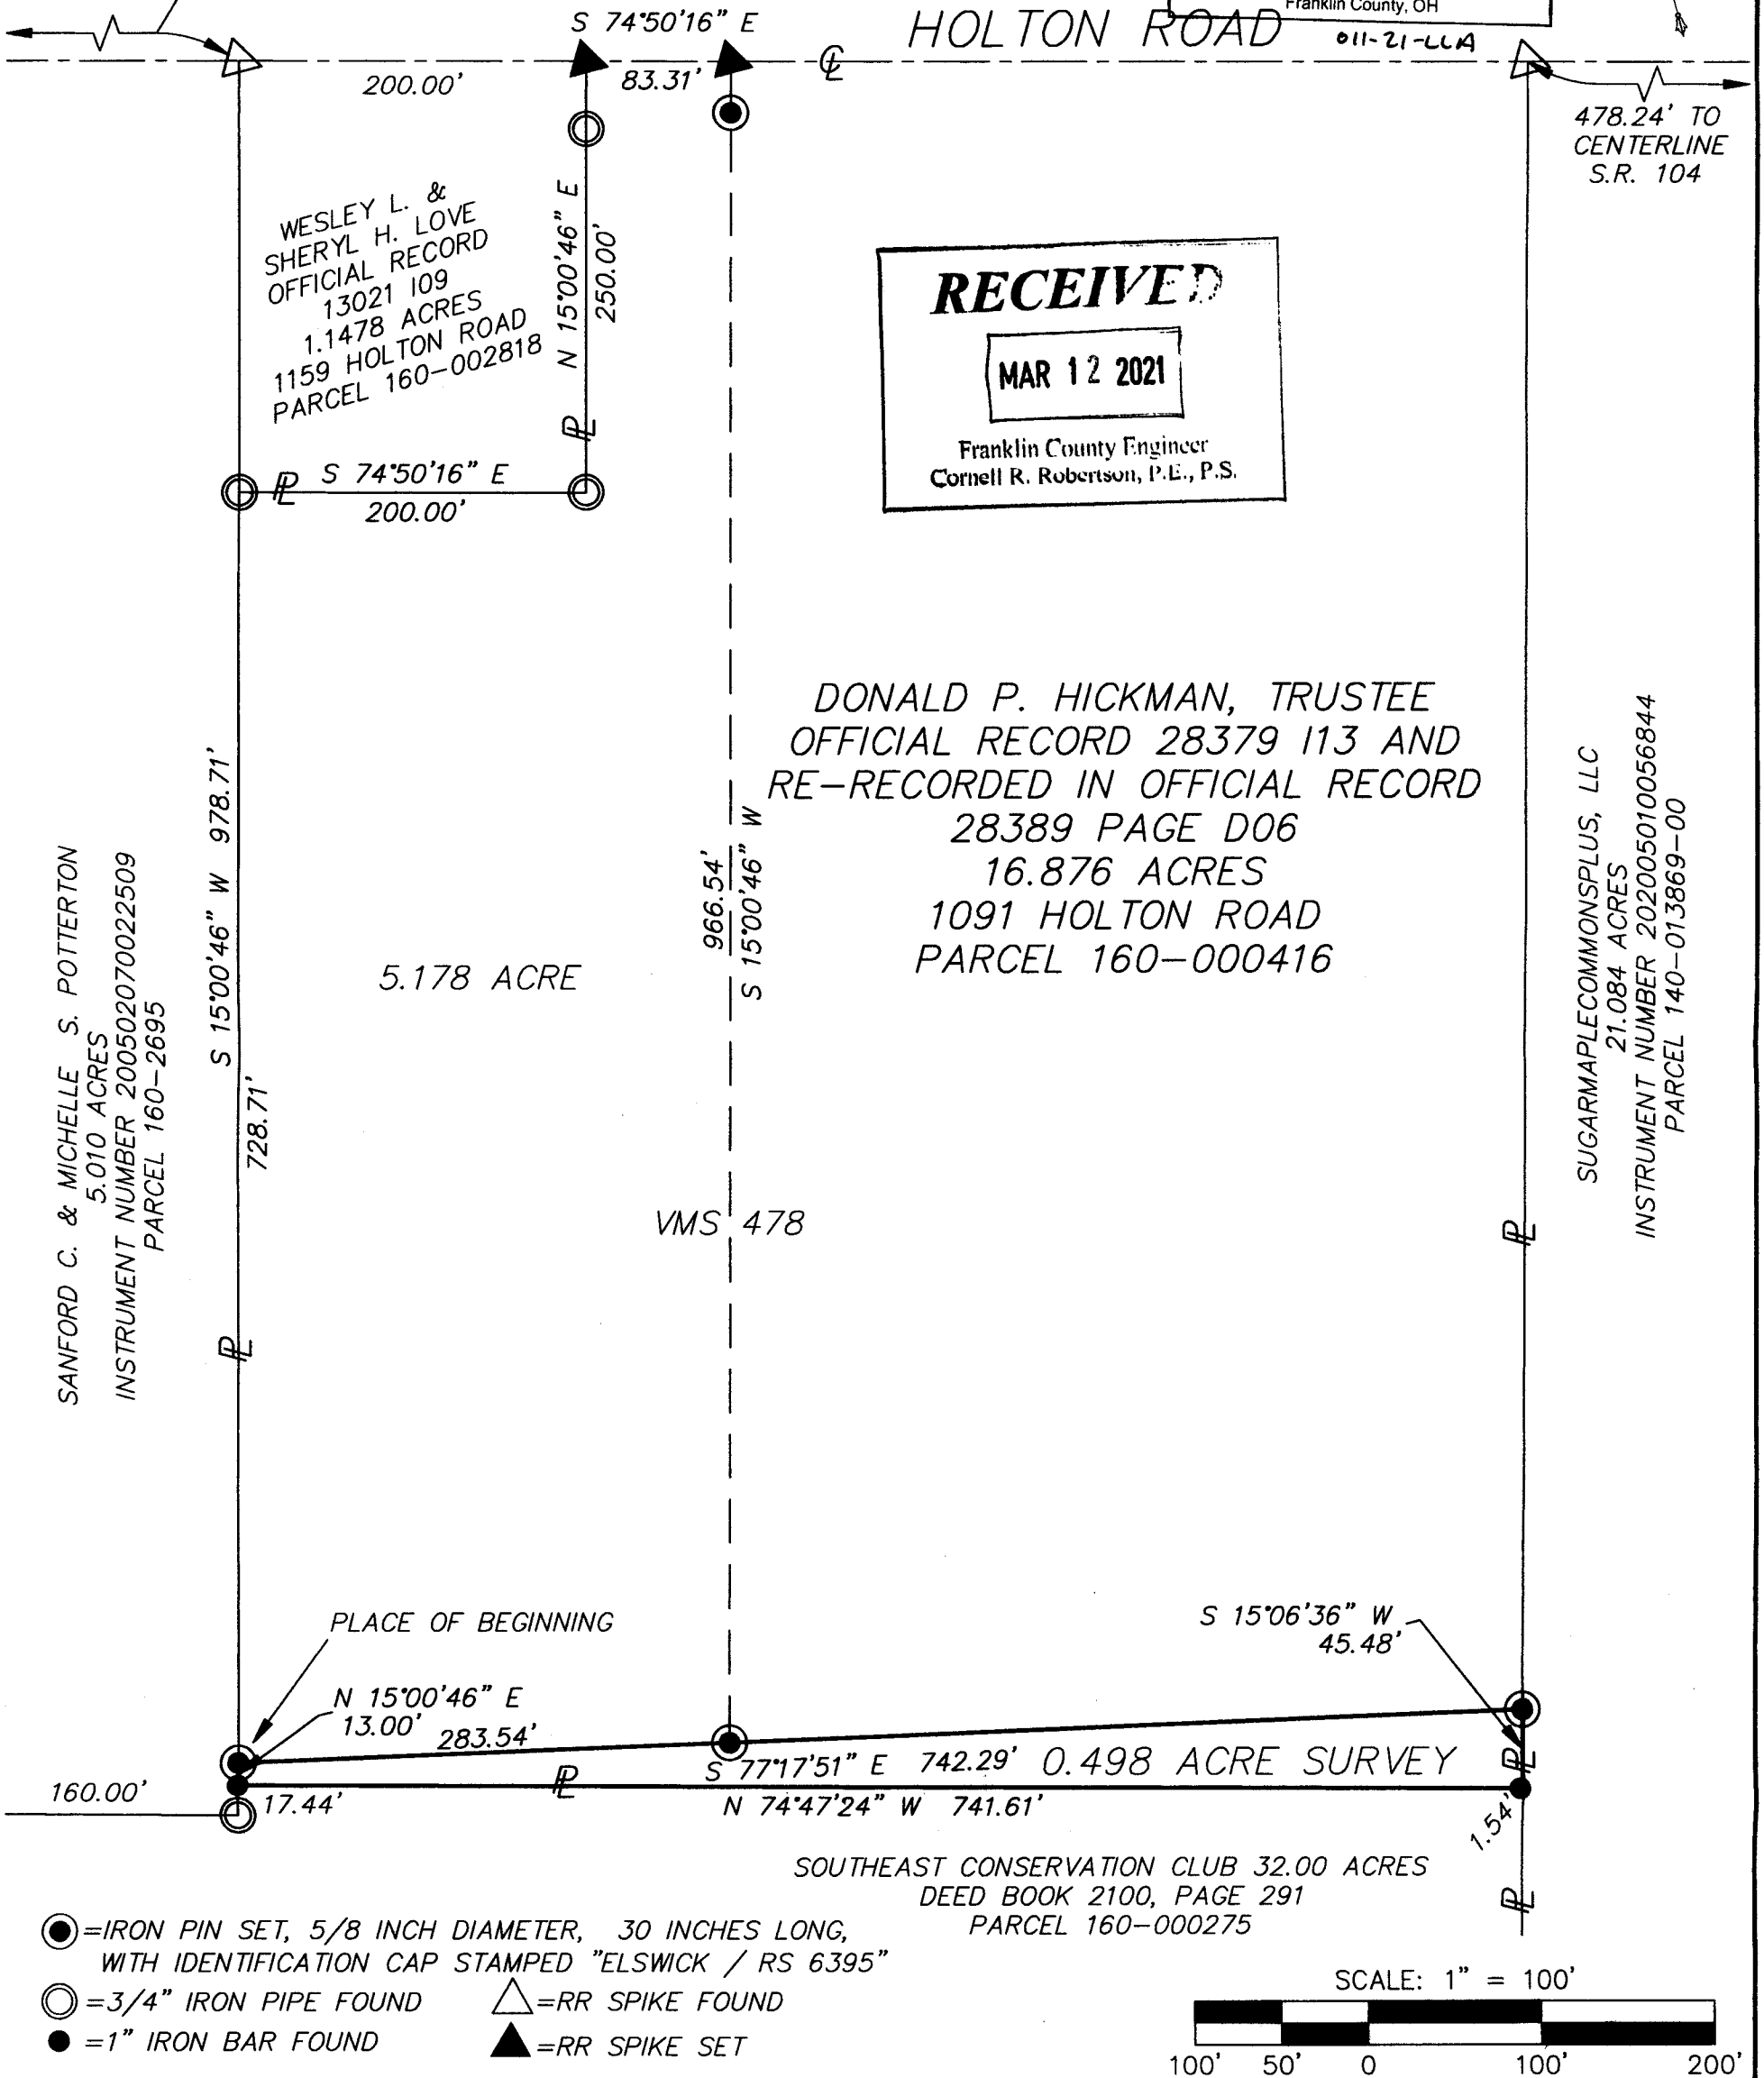 Franklin County, OH
011-21-LLA
S 74°50'16" E
HOLTON ROAD
℄
200.00'
83.31'
478.24' TO
CENTERLINE
S.R. 104
WESLEY L. &
SHERYL H. LOVE
OFFICIAL RECORD
13021 I09
1.1478 ACRES
1159 HOLTON ROAD
PARCEL 160-002818
N 15°00'46" E
250.00'
PL
RECEIVED
MAR 12 2021
Franklin County Engineer
Cornell R. Robertson, P.E., P.S.
PL
S 74°50'16" E
200.00'
DONALD P. HICKMAN, TRUSTEE
OFFICIAL RECORD 28379 I13 AND
RE-RECORDED IN OFFICIAL RECORD
28389 PAGE D06
16.876 ACRES
1091 HOLTON ROAD
PARCEL 160-000416
S 15°00'46" W 978.71'
728.71'
966.54'
S 15°00'46" W
5.178 ACRE
SANFORD C. & MICHELLE S. POTTERTON
5.010 ACRES
INSTRUMENT NUMBER 200502070022509
PARCEL 160-2695
SUGARMAPLECOMMONSPLUS, LLC
21.084 ACRES
INSTRUMENT NUMBER 202005010056844
PARCEL 140-013869-00
VMS 478
PL
PL
PLACE OF BEGINNING
S 15°06'36" W
45.48'
N 15°00'46" E
13.00'
283.54'
S 77°17'51" E 742.29'
0.498 ACRE SURVEY
PL
PL
160.00'
17.44'
N 74°47'24" W 741.61'
1.54'
SOUTHEAST CONSERVATION CLUB 32.00 ACRES
DEED BOOK 2100, PAGE 291
PARCEL 160-000275
PL
=IRON PIN SET, 5/8 INCH DIAMETER, 30 INCHES LONG,
WITH IDENTIFICATION CAP STAMPED "ELSWICK / RS 6395"
=3/4" IRON PIPE FOUND
=RR SPIKE FOUND
=1" IRON BAR FOUND
=RR SPIKE SET
SCALE: 1" = 100'
100' 50' 0 100' 200'